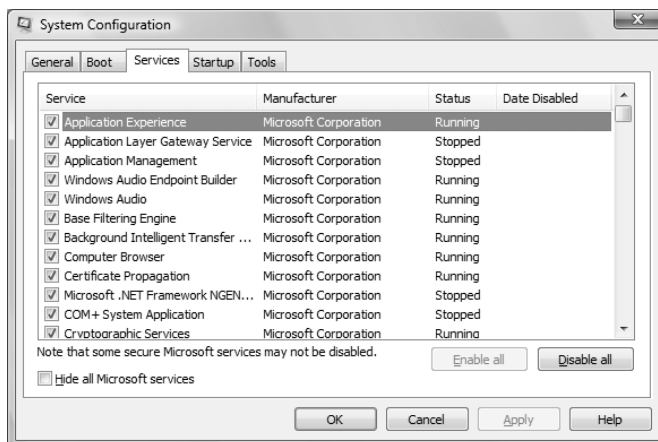 System Configuration
General Boot Services Startup Tools
Service Manufacturer Status Date Disabled
Application Experience Microsoft Corporation Running
Application Layer Gateway Service Microsoft Corporation Stopped
Application Management Microsoft Corporation Stopped
Windows Audio Endpoint Builder Microsoft Corporation Running
Windows Audio Microsoft Corporation Running
Base Filtering Engine Microsoft Corporation Running
Background Intelligent Transfer ... Microsoft Corporation Running
Computer Browser Microsoft Corporation Running
Certificate Propagation Microsoft Corporation Running
Microsoft .NET Framework NGEN... Microsoft Corporation Stopped
COM+ System Application Microsoft Corporation Stopped
Cryptographic Services Microsoft Corporation Running
Note that some secure Microsoft services may not be disabled.
Enable all Disable all
Hide all Microsoft services
OK Cancel Apply Help